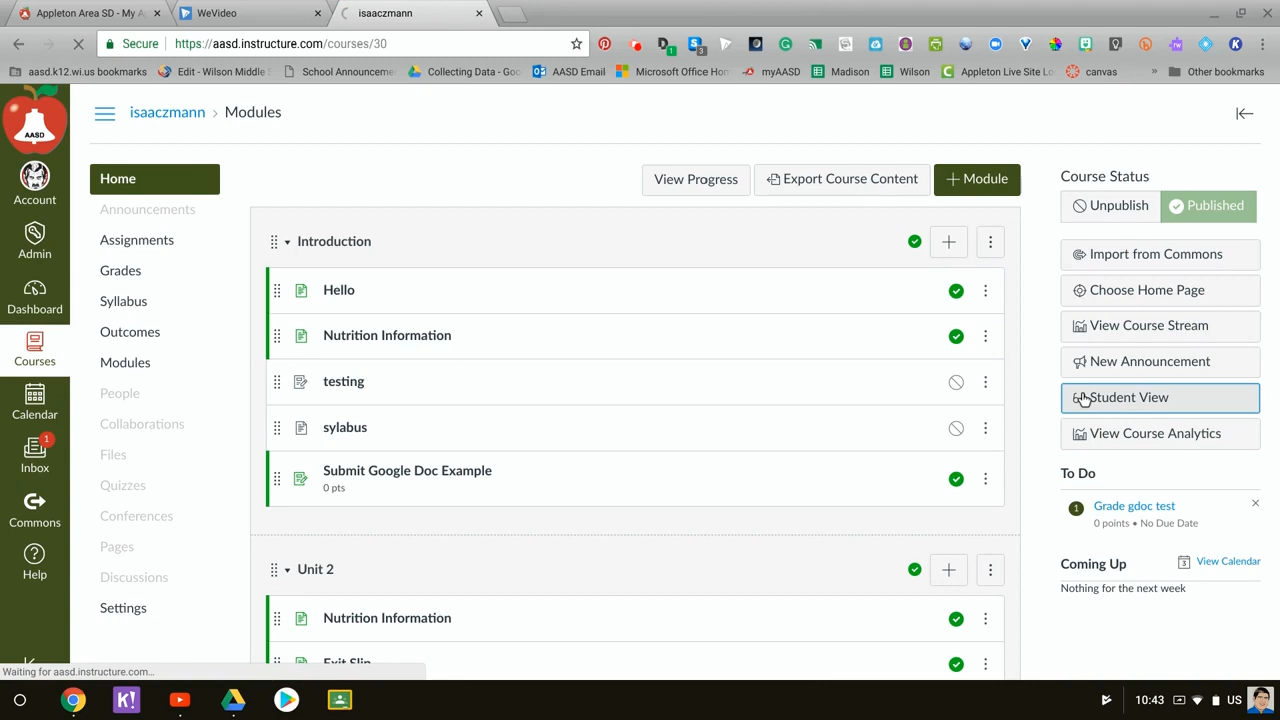 Appleton Area SD - My A
WeVideo
isaaczmann
Secure
https://aasd.instructure.com/courses/30
1
3
aasd.k12.wi.us bookmarks
Edit - Wilson Middle S
School Announceme
Collecting Data - Goo
AASD Email
Microsoft Office Hom
myAASD
Madison
Wilson
Appleton Live Site Lo
canvas
»
Other bookmarks
AASD
Account
Admin
Dashboard
Courses
Calendar
1
Inbox
Commons
Help
isaaczmann > Modules
Home
Announcements
Assignments
Grades
Syllabus
Outcomes
Modules
People
Collaborations
Files
Quizzes
Conferences
Pages
Discussions
Settings
View Progress
Export Course Content
+ Module
Introduction
Hello
Nutrition Information
testing
sylabus
Submit Google Doc Example
0 pts
Unit 2
Nutrition Information
Exit Slip
Course Status
Unpublish
Published
Import from Commons
Choose Home Page
View Course Stream
New Announcement
Student View
View Course Analytics
To Do
1
Grade gdoc test
0 points • No Due Date
Coming Up
View Calendar
Nothing for the next week
Waiting for aasd.instructure.com...
K!
10:43
US